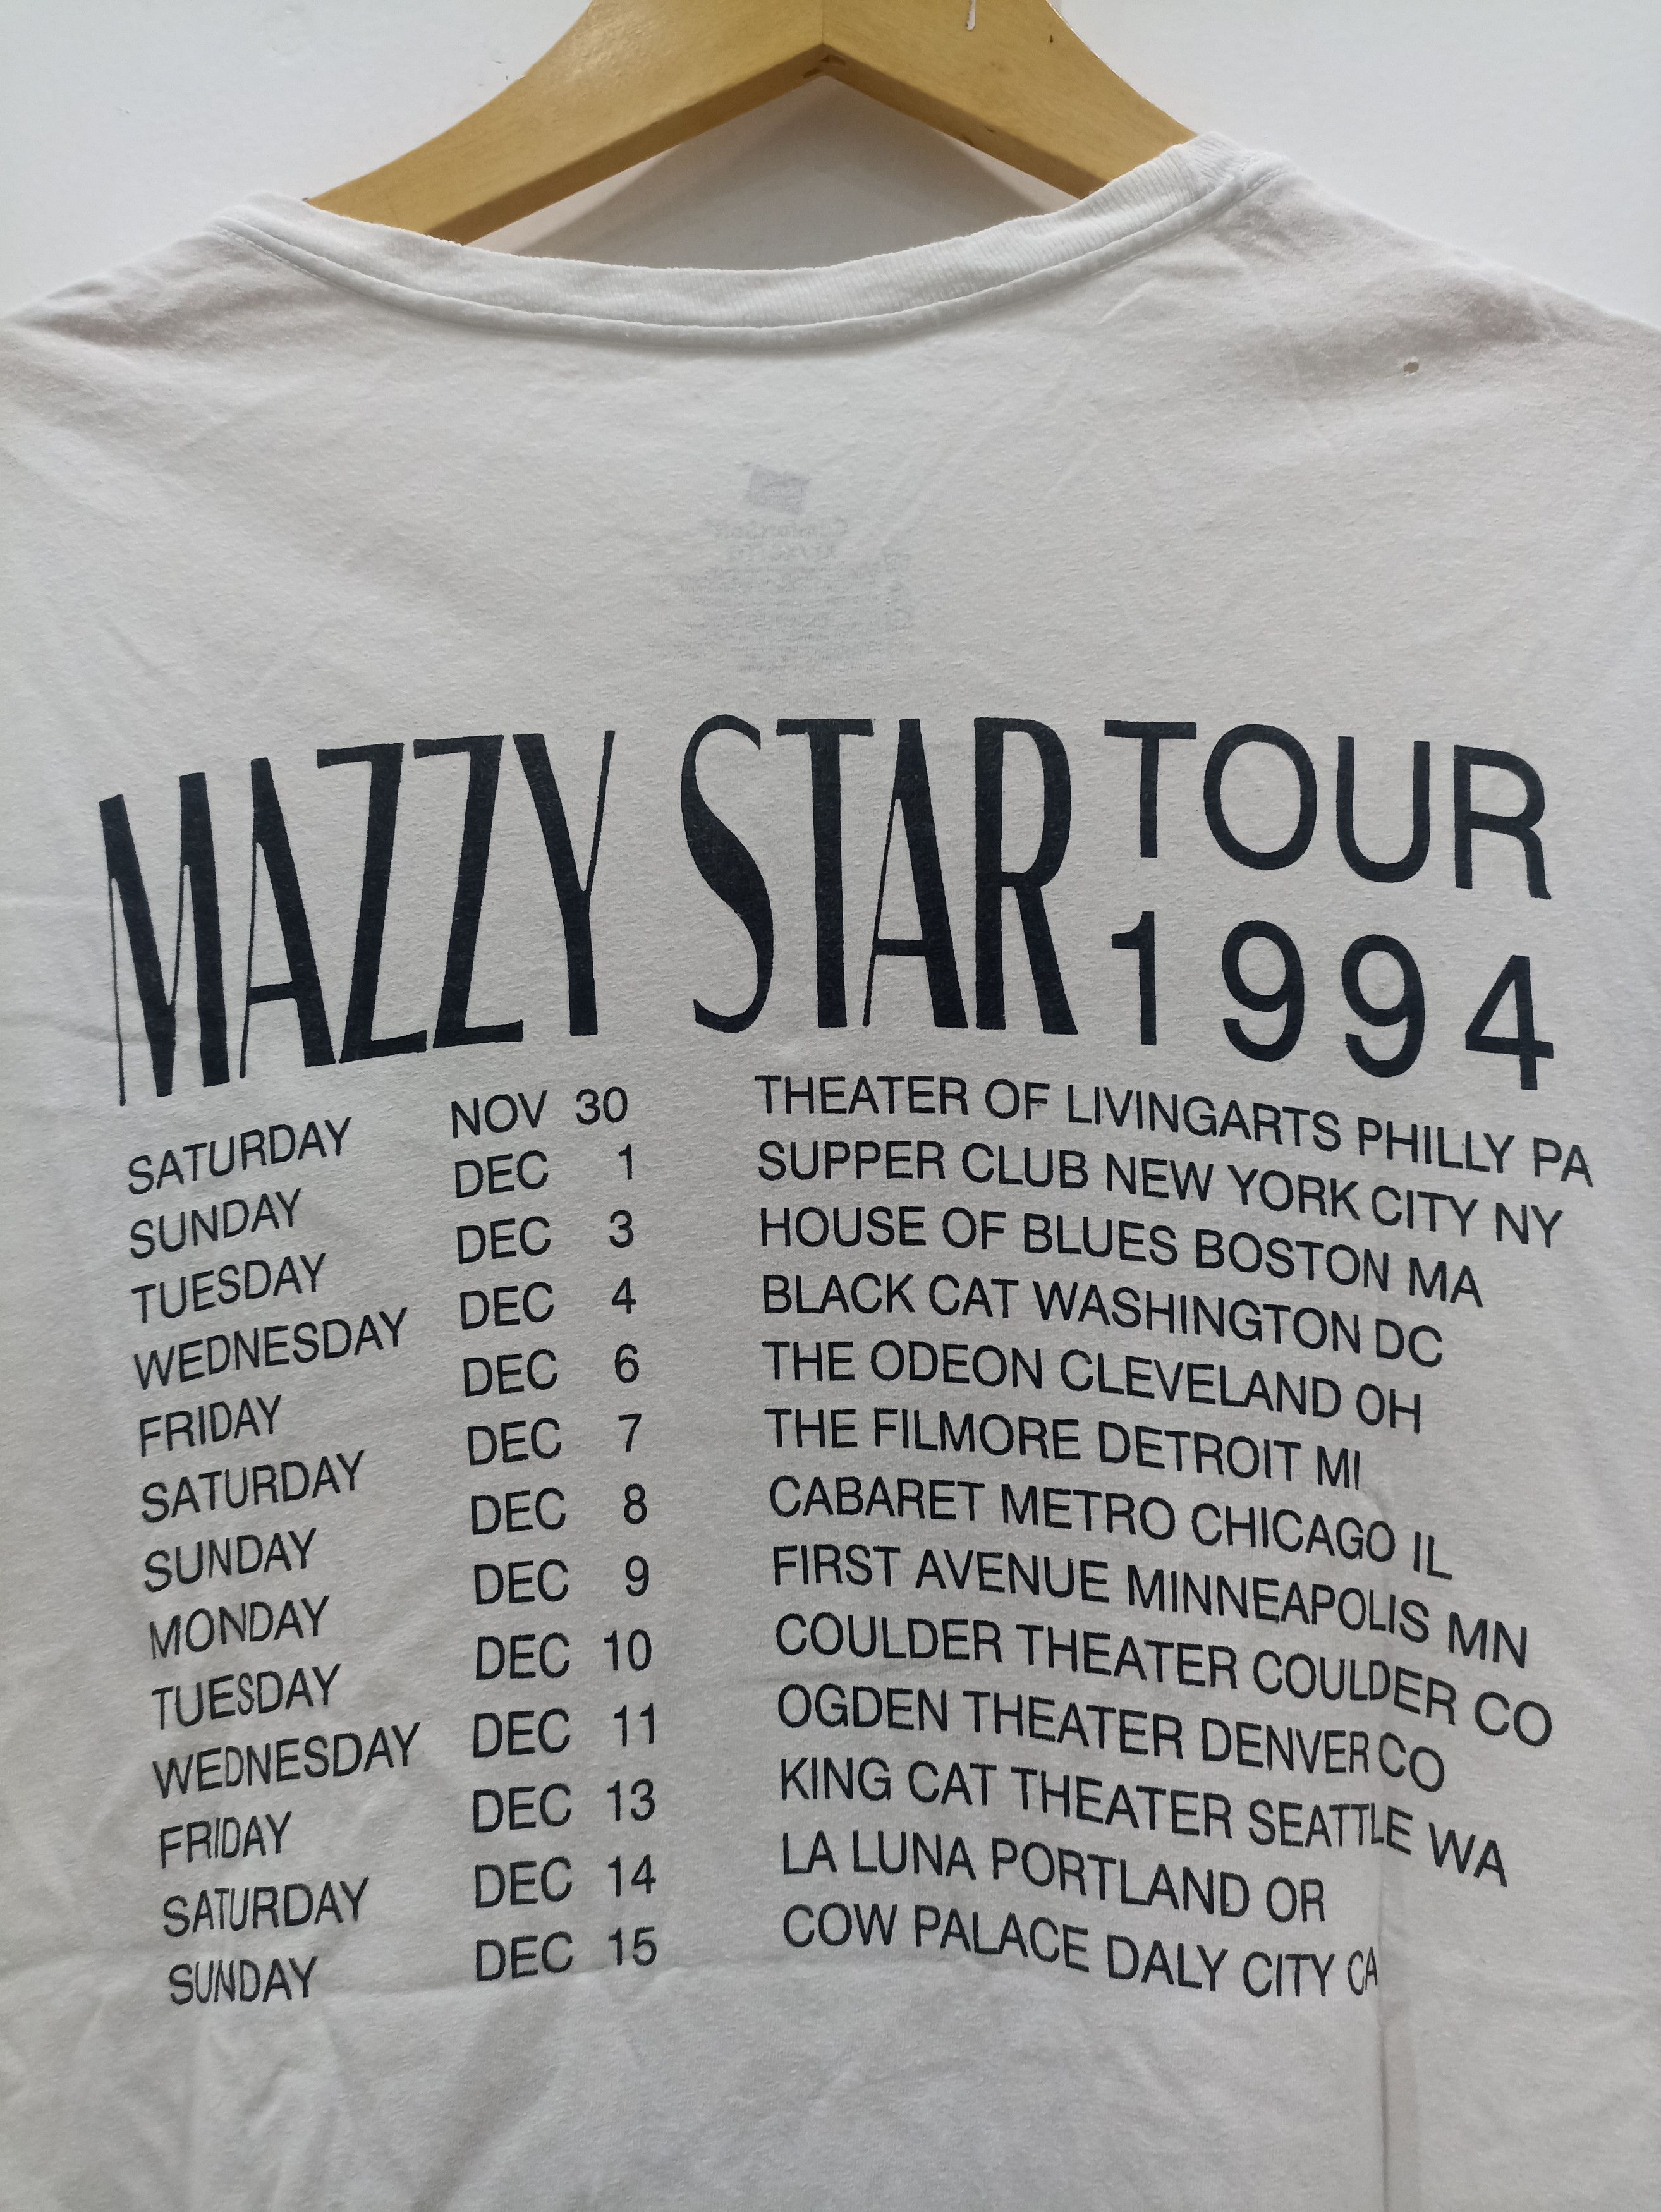 MAZZY STAR TOUR 1994
SATURDAY NOV 30 THEATER OF LIVINGARTS PHILLY PA
SUNDAY DEC 1 SUPPER CLUB NEW YORK CITY NY
TUESDAY DEC 3 HOUSE OF BLUES BOSTON MA
WEDNESDAY DEC 4 BLACK CAT WASHINGTON DC
FRIDAY DEC 6 THE ODEON CLEVELAND OH
SATURDAY DEC 7 THE FILMORE DETROIT MI
SUNDAY DEC 8 CABARET METRO CHICAGO IL
MONDAY DEC 9 FIRST AVENUE MINNEAPOLIS MN
TUESDAY DEC 10 COULDER THEATER COULDER CO
WEDNESDAY DEC 11 OGDEN THEATER DENVER CO
FRIDAY DEC 13 KING CAT THEATER SEATTLE WA
SATURDAY DEC 14 LA LUNA PORTLAND OR
SUNDAY DEC 15 COW PALACE DALY CITY CA